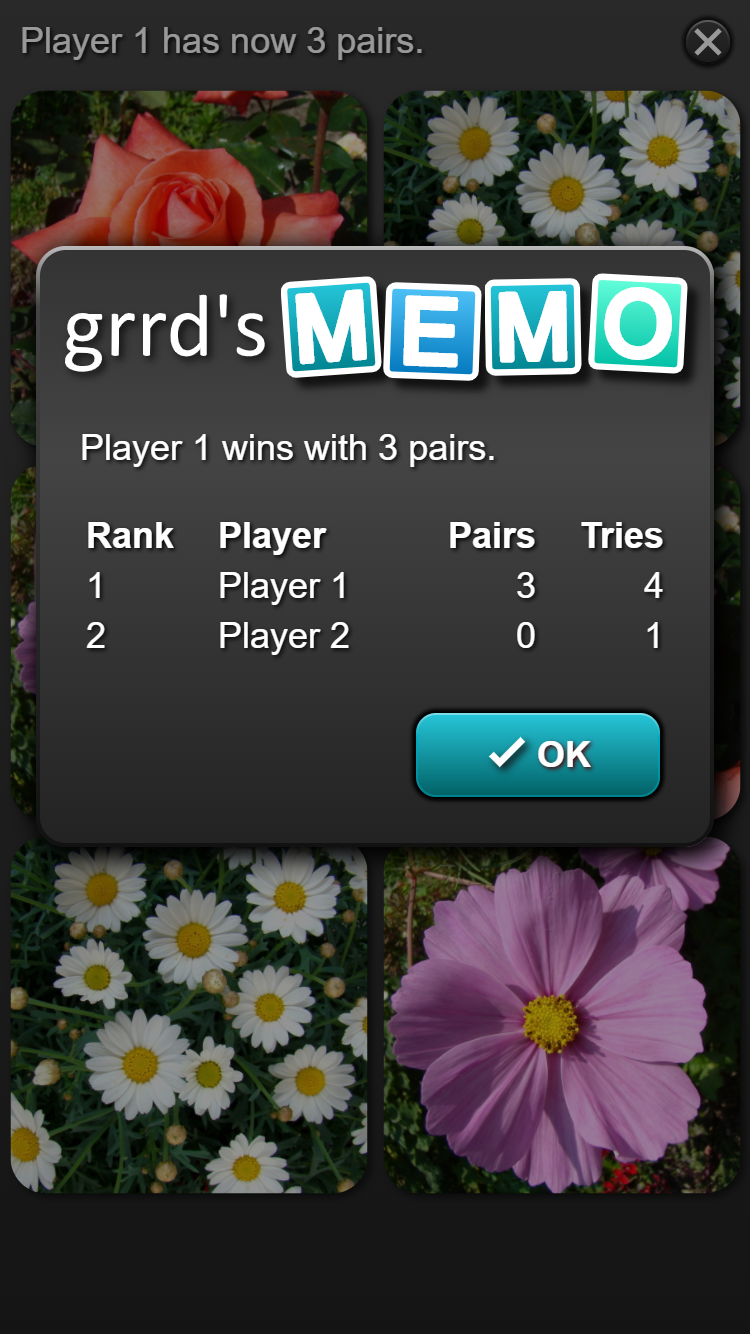 Player 1 has now 3 pairs.
grrd's MEMO
Player 1 wins with 3 pairs.
Rank Player Pairs Tries
1 Player 1 3 4
2 Player 2 0 1
OK